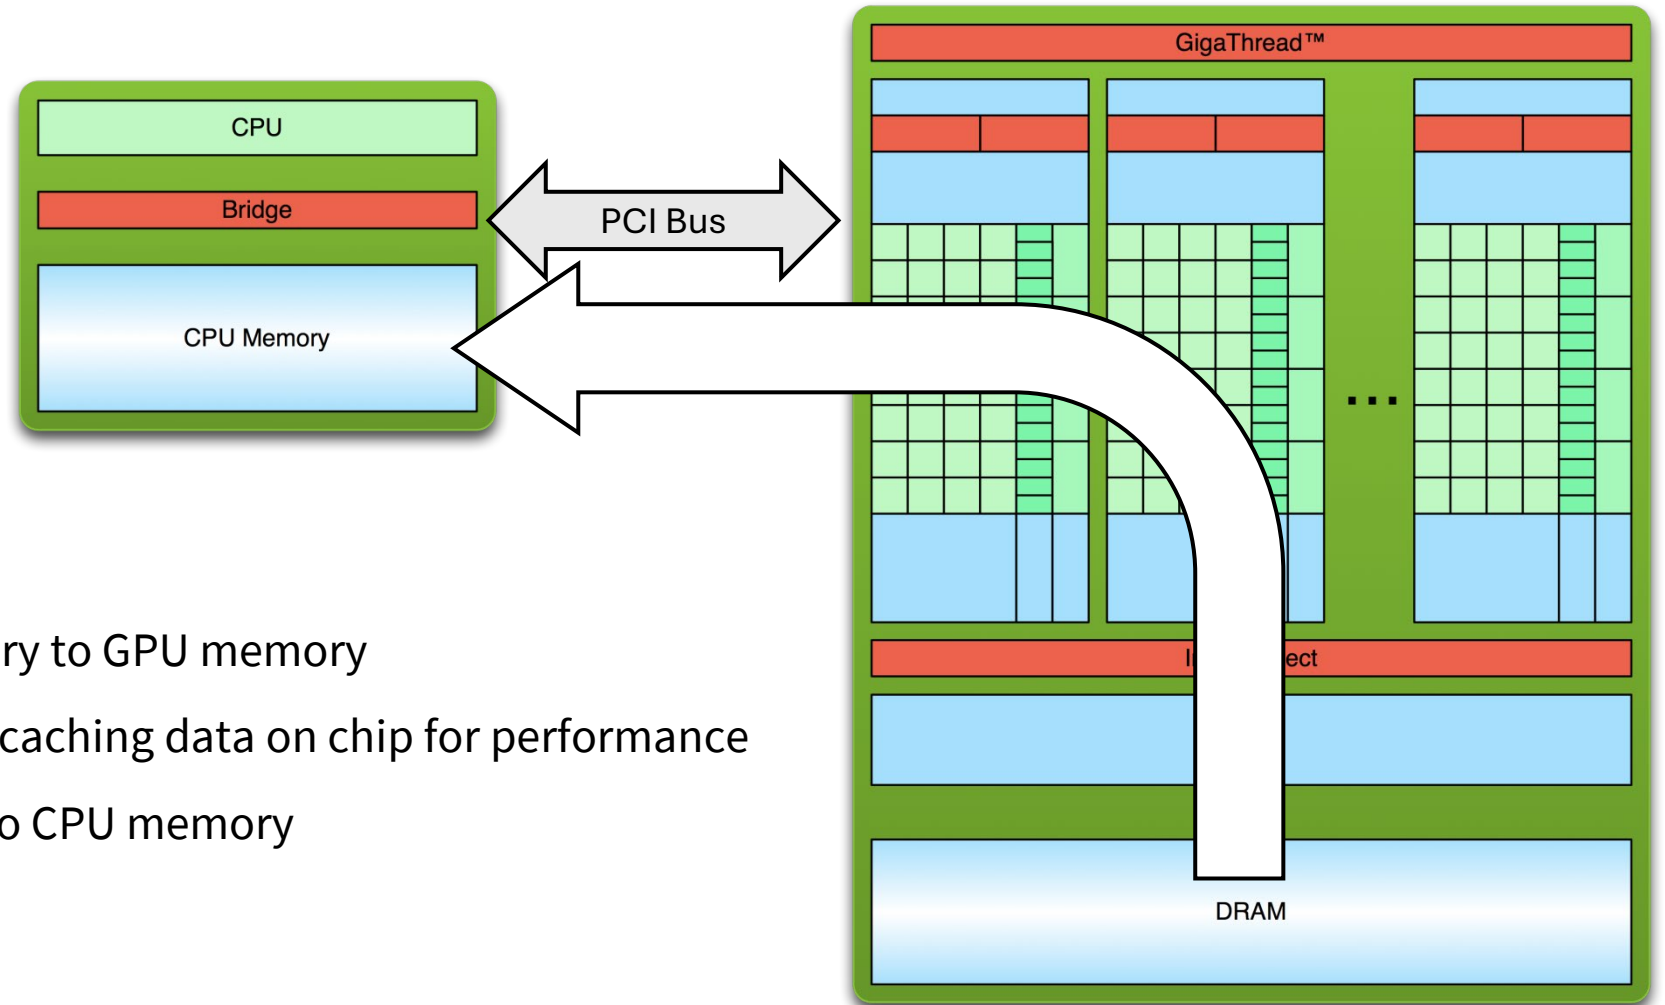 GigaThread™
CPU
Bridge
PCI Bus
CPU Memory
...
ry to GPU memory
ect
caching data on chip for performance
o CPU memory
DRAM